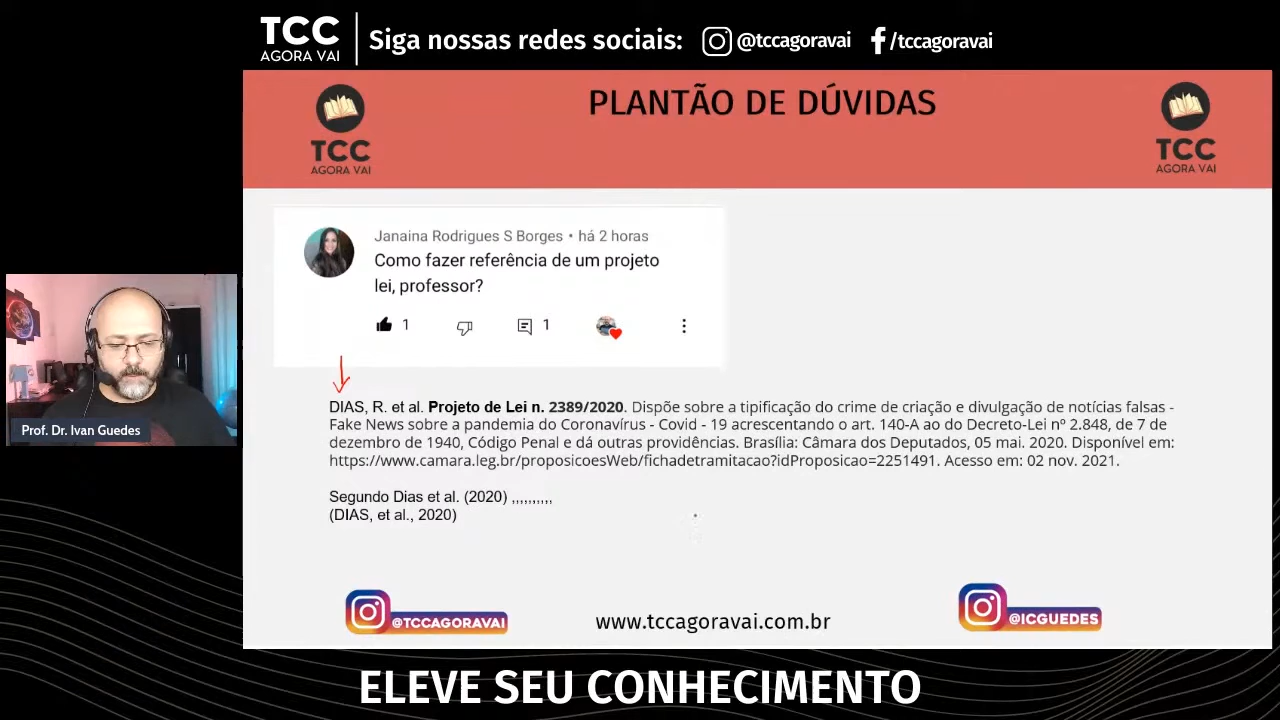 TCC
AGORA VAI
Siga nossas redes sociais:
@tccagoravai
/tccagoravai
PLANTÃO DE DÚVIDAS
TCC
AGORA VAI
TCC
AGORA VAI
Janaina Rodrigues S Borges • há 2 horas
Como fazer referência de um projeto
lei, professor?
1
1
DIAS, R. et al. Projeto de Lei n. 2389/2020. Dispõe sobre a tipificação do crime de criação e divulgação de notícias falsas -
Fake News sobre a pandemia do Coronavírus - Covid - 19 acrescentando o art. 140-A ao do Decreto-Lei nº 2.848, de 7 de
dezembro de 1940, Código Penal e dá outras providências. Brasília: Câmara dos Deputados, 05 mai. 2020. Disponível em:
https://www.camara.leg.br/proposicoesWeb/fichadetramitacao?idProposicao=2251491. Acesso em: 02 nov. 2021.
Segundo Dias et al. (2020) ,,,,,,,,,,
(DIAS, et al., 2020)
Prof. Dr. Ivan Guedes
@TCCAGORAVAI
www.tccagoravai.com.br
@ICGUEDES
ELEVE SEU CONHECIMENTO